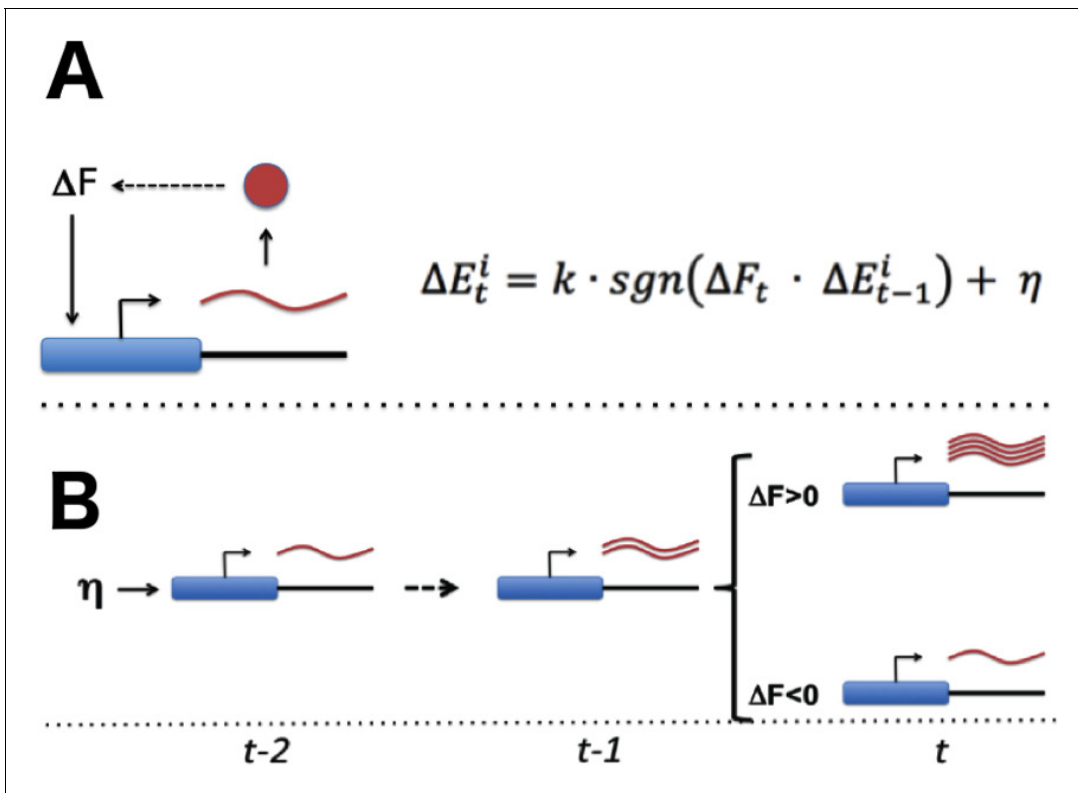 A
ΔF
ΔE_t^i = k · sgn(ΔF_t · ΔE_{t-1}^i) + η
B
ΔF>0
η
ΔF<0
t-2 t-1 t